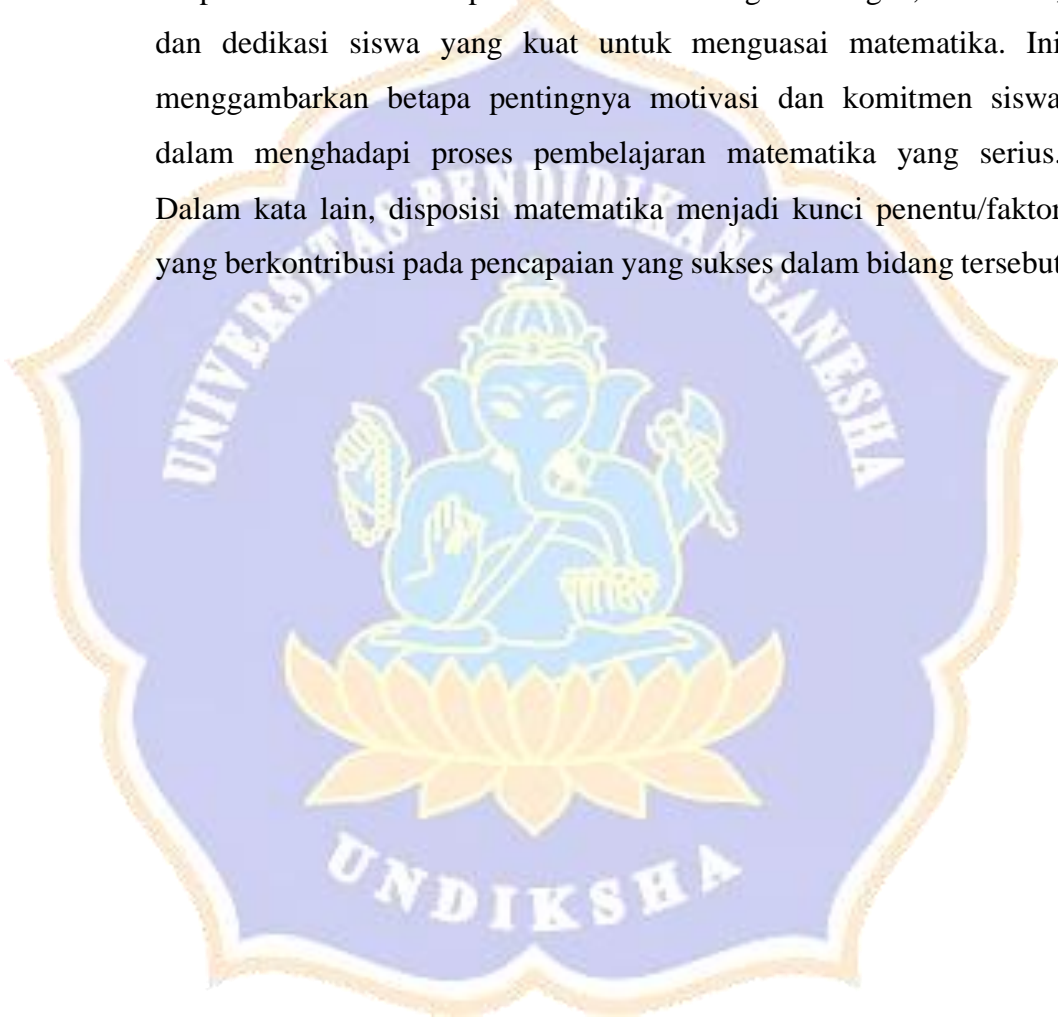 dan dedikasi siswa yang kuat untuk menguasai matematika. Ini
menggambarkan betapa pentingnya motivasi dan komitmen siswa
dalam menghadapi proses pembelajaran matematika yang serius.
Dalam kata lain, disposisi matematika menjadi kunci penentu/faktor
yang berkontribusi pada pencapaian yang sukses dalam bidang tersebut
UNIVERSITAS PENDIDIKAN GANESHA
UNDIKSHA